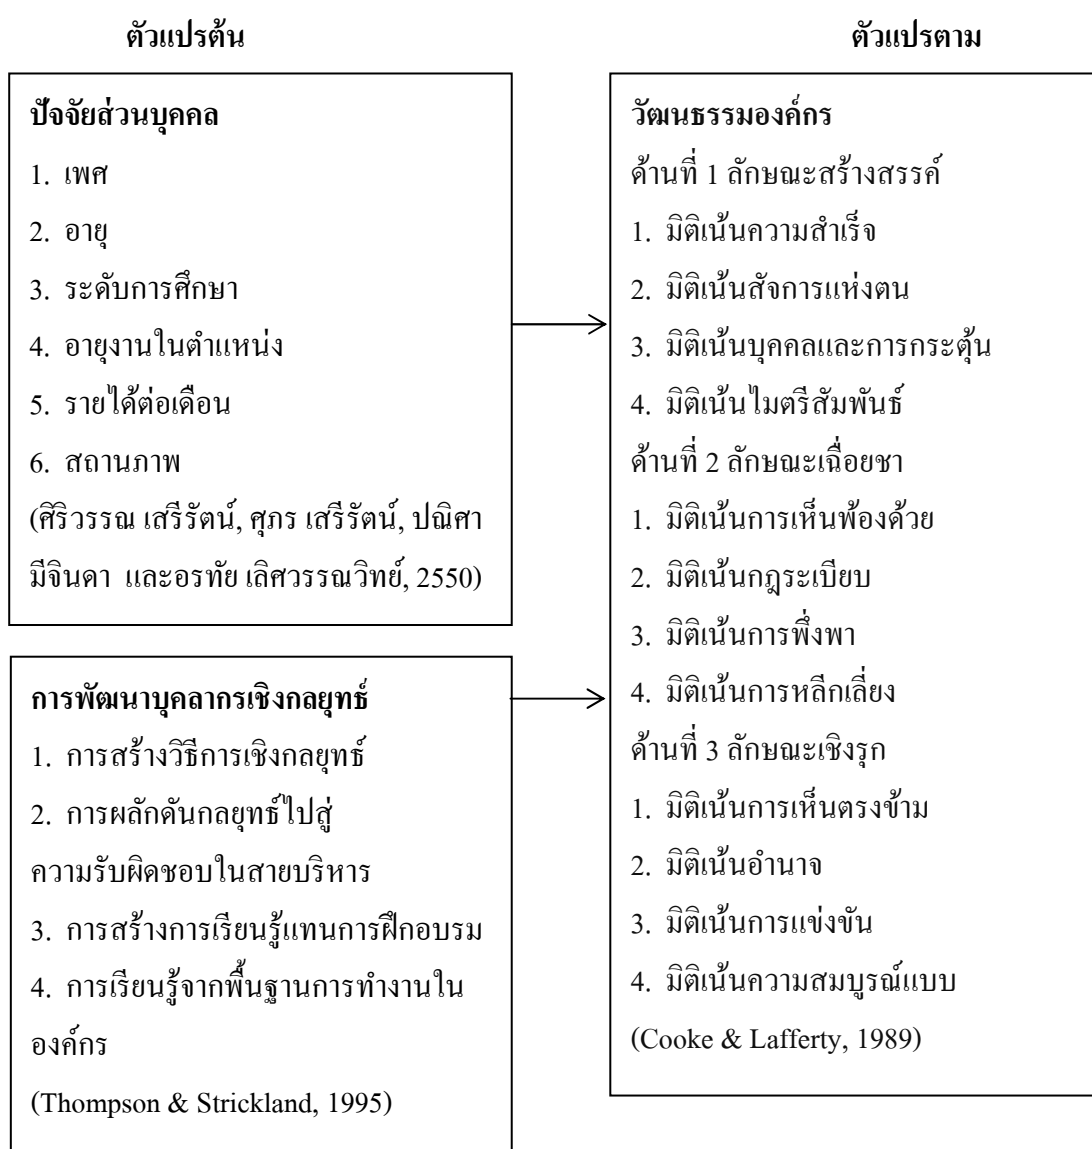 ตัวแปรต้น
ปัจจัยส่วนบุคคล
1. เพศ
2. อายุ
3. ระดับการศึกษา
4. อายุงานในตำแหน่ง
5. รายได้ต่อเดือน
6. สถานภาพ
(ศิริวรรณ เสรีรัตน์, ศุภร เสรีรัตน์, ปณิศา
มีจินดา และอรทัย เลิศวรรณวิทย์, 2550)
การพัฒนาบุคลากรเชิงกลยุทธ์
1. การสร้างวิธีการเชิงกลยุทธ์
2. การผลักดันกลยุทธ์ไปสู่
ความรับผิดชอบในสายบริหาร
3. การสร้างการเรียนรู้แทนการฝึกอบรม
4. การเรียนรู้จากพื้นฐานการทำงานใน
องค์กร
(Thompson & Strickland, 1995)
ตัวแปรตาม
วัฒนธรรมองค์กร
ด้านที่ 1 ลักษณะสร้างสรรค์
1. มิติเน้นความสำเร็จ
2. มิติเน้นสัจการแห่งตน
3. มิติเน้นบุคคลและการกระตุ้น
4. มิติเน้นไมตรีสัมพันธ์
ด้านที่ 2 ลักษณะเฉื่อยชา
1. มิติเน้นการเห็นพ้องด้วย
2. มิติเน้นกฎระเบียบ
3. มิติเน้นการพึ่งพา
4. มิติเน้นการหลีกเลี่ยง
ด้านที่ 3 ลักษณะเชิงรุก
1. มิติเน้นการเห็นตรงข้าม
2. มิติเน้นอำนาจ
3. มิติเน้นการแข่งขัน
4. มิติเน้นความสมบูรณ์แบบ
(Cooke & Lafferty, 1989)